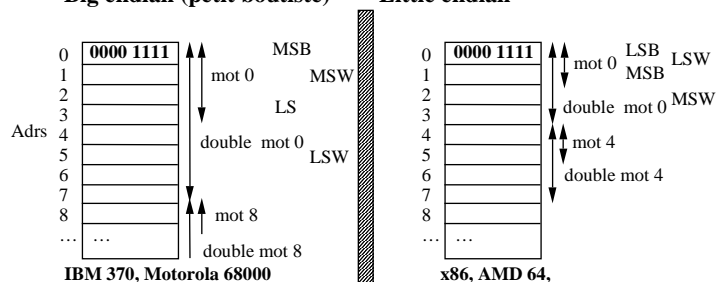 Big endian (petit boutiste) Little endian
0 0000 1111 MSB
mot 0
1 MSW
2
3 LS
Adrs 4 double mot 0
5 LSW
6
7
8 mot 8
… … double mot 8
IBM 370, Motorola 68000
0 0000 1111 LSB LSW
mot 0
1 MSB
2 double mot 0 MSW
3
4 mot 4
5
6 double mot 4
7
8
… …
x86, AMD 64,